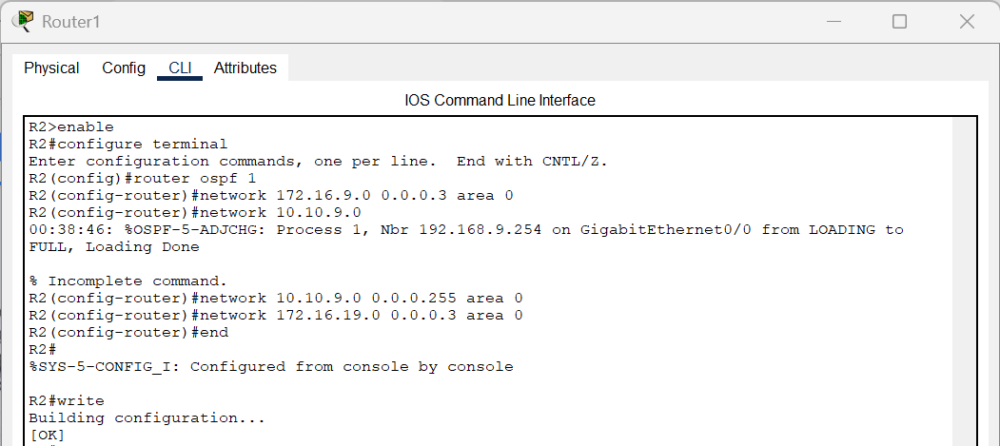 Router1
Physical Config CLI Attributes
IOS Command Line Interface
R2>enable
R2#configure terminal
Enter configuration commands, one per line.  End with CNTL/Z.
R2(config)#router ospf 1
R2(config-router)#network 172.16.9.0 0.0.0.3 area 0
R2(config-router)#network 10.10.9.0
00:38:46: %OSPF-5-ADJCHG: Process 1, Nbr 192.168.9.254 on GigabitEthernet0/0 from LOADING to
FULL, Loading Done
% Incomplete command.
R2(config-router)#network 10.10.9.0 0.0.0.255 area 0
R2(config-router)#network 172.16.19.0 0.0.0.3 area 0
R2(config-router)#end
R2#
%SYS-5-CONFIG_I: Configured from console by console
R2#write
Building configuration...
[OK]